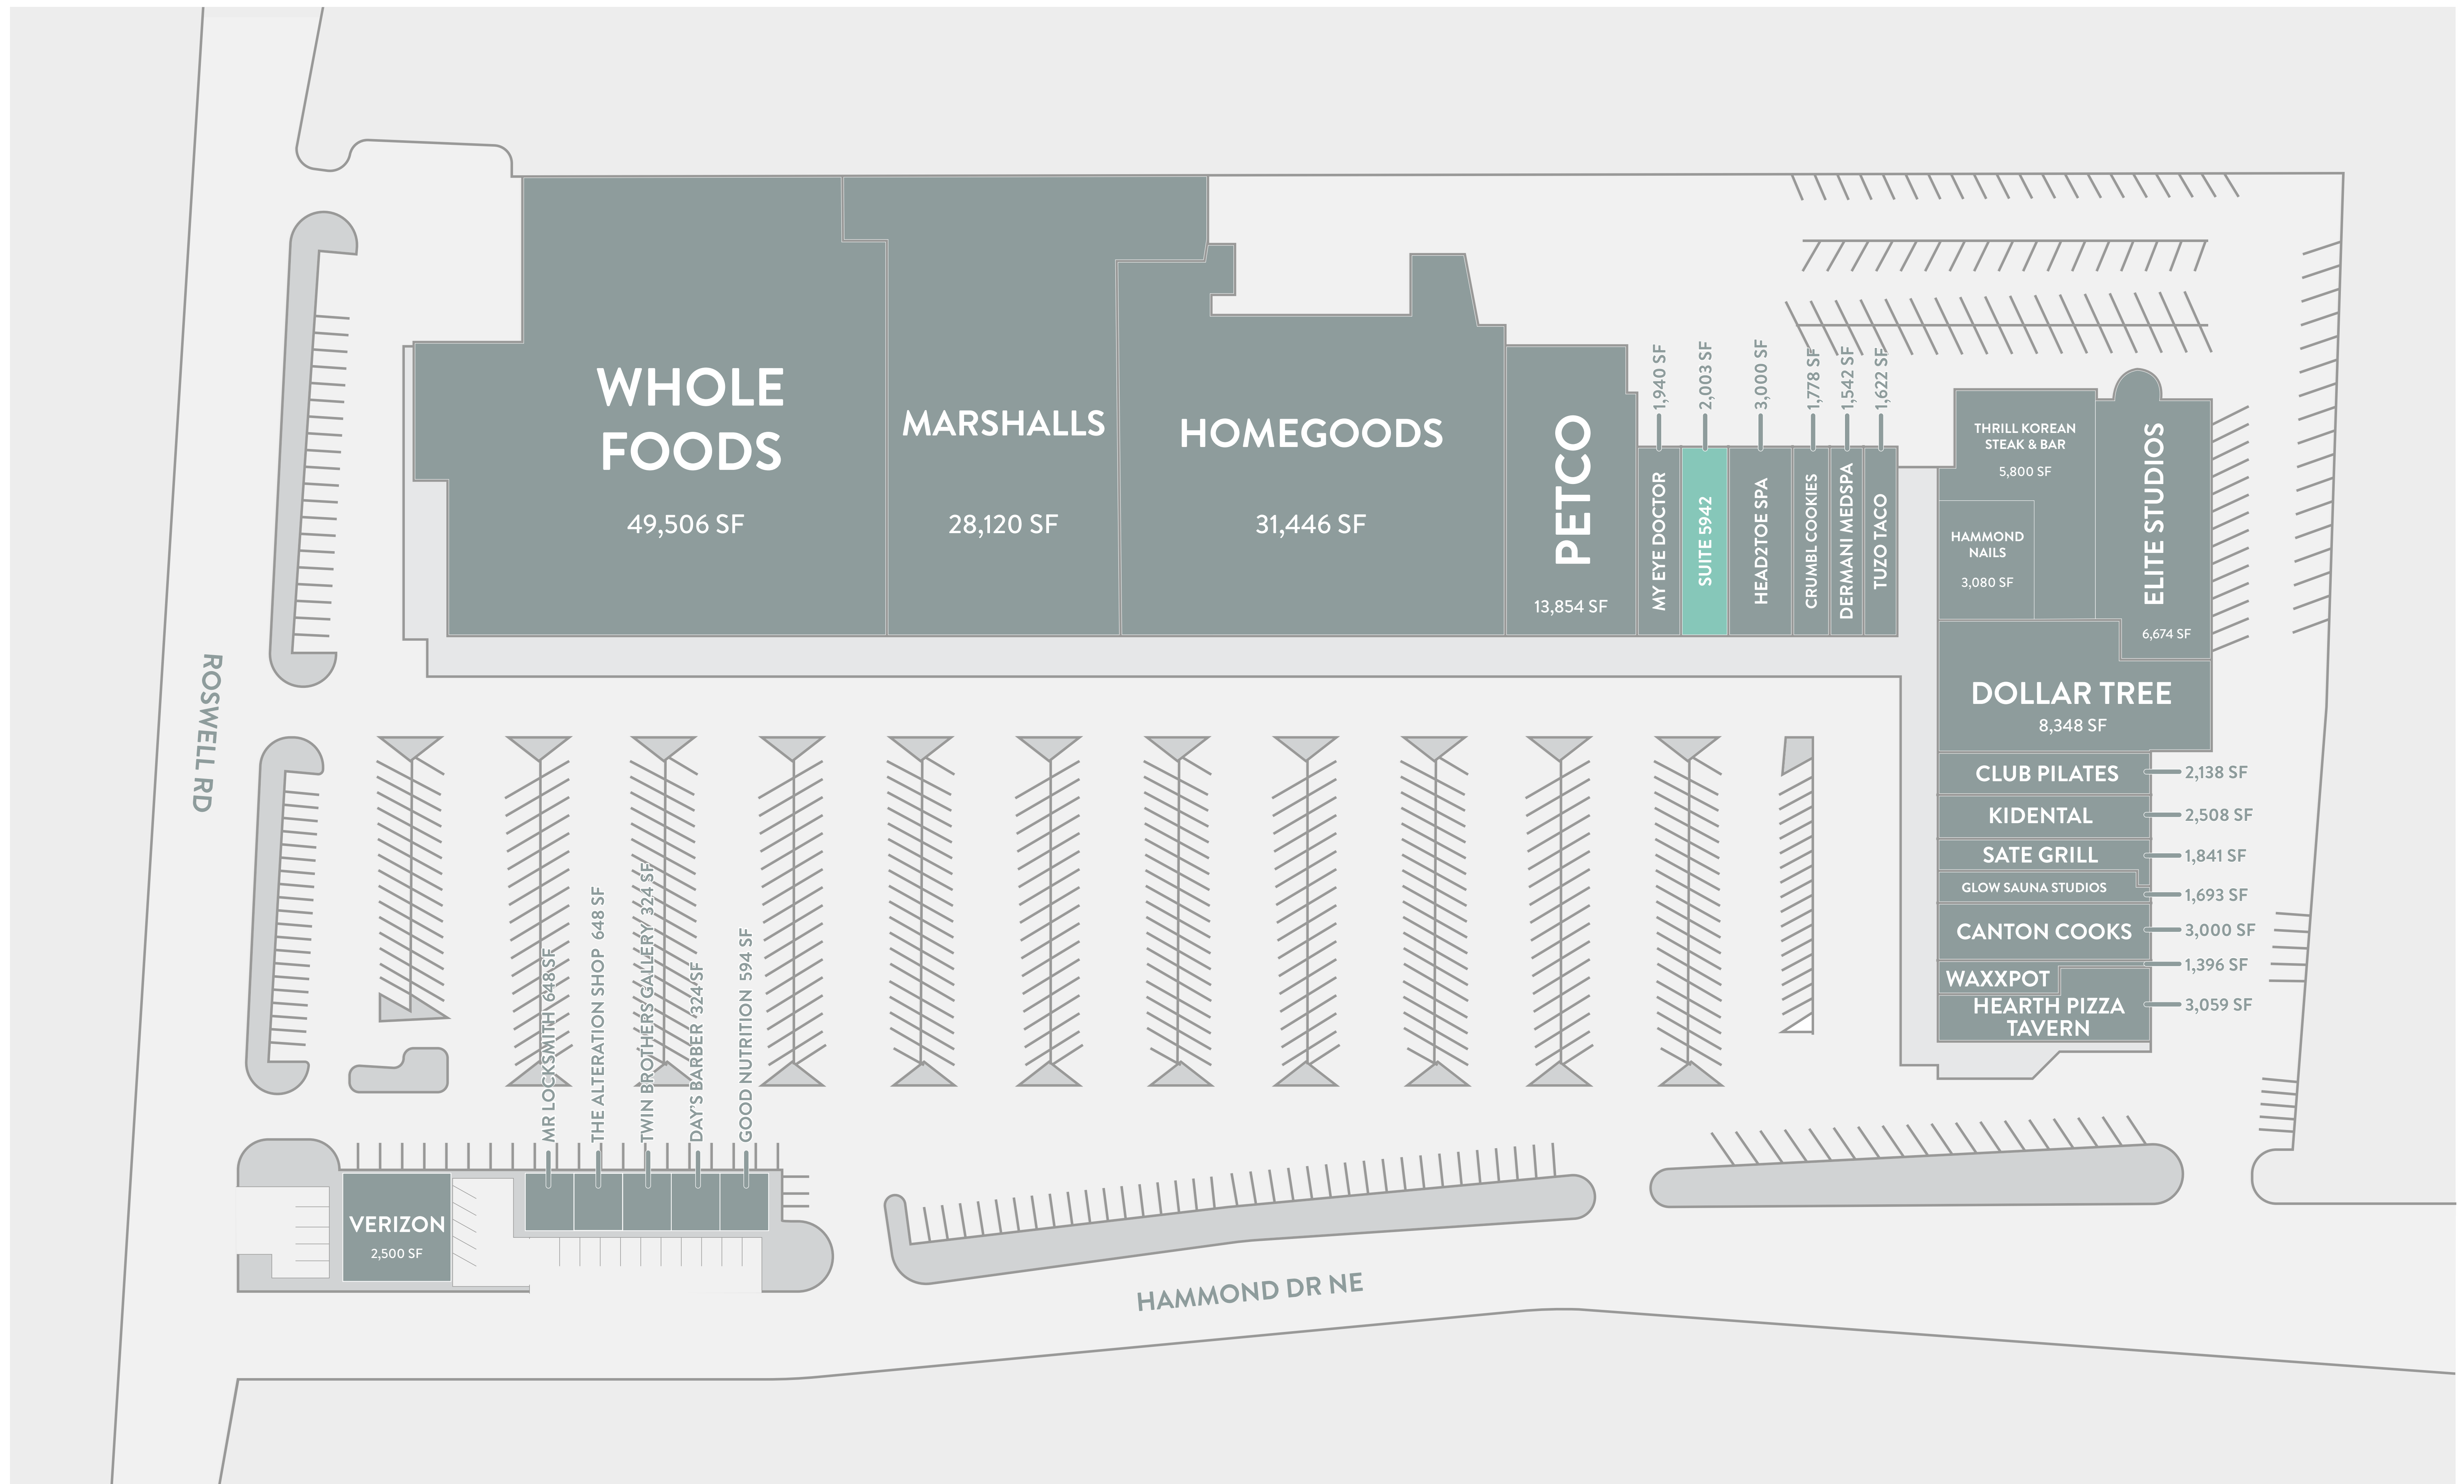 WHOLE
FOODS
49,506 SF
MARSHALLS
28,120 SF
HOMEGOODS
31,446 SF
PETCO
13,854 SF
MY EYE DOCTOR
1,940 SF
SUITE 5942
2,003 SF
HEAD2TOE SPA
3,000 SF
CRUMBL COOKIES
1,778 SF
DERMANI MEDSPA
1,542 SF
TUZO TACO
1,622 SF
THRILL KOREAN
STEAK & BAR
5,800 SF
HAMMOND
NAILS
3,080 SF
ELITE STUDIOS
6,674 SF
DOLLAR TREE
8,348 SF
CLUB PILATES
2,138 SF
KIDENTAL
2,508 SF
SATE GRILL
1,841 SF
GLOW SAUNA STUDIOS
1,693 SF
CANTON COOKS
3,000 SF
WAXXPOT
1,396 SF
HEARTH PIZZA
TAVERN
3,059 SF
ROSWELL RD
MR LOCKSMITH 648 SF
THE ALTERATION SHOP 648 SF
TWIN BROTHERS GALLERY 324 SF
DAY'S BARBER 324 SF
GOOD NUTRITION 594 SF
VERIZON
2,500 SF
HAMMOND DR NE